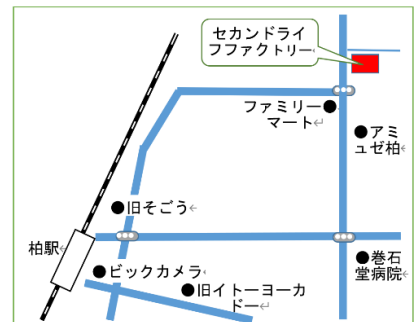 セカンドライ
フファクトリー
ファミリー●
マート
●アミ
ュゼ柏
●旧そごう
柏駅
●ビックカメラ
●巻石
堂病院
●旧イトーヨーカ
ドー